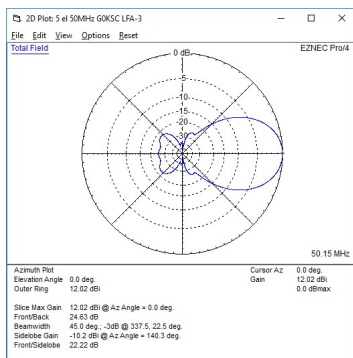 2D Plot: 5 el 50MHz G0KSC LFA-3
File Edit View Options Reset
Total Field
EZNEC Pro/4
0 dB
-5
-10
-15
-20
-30
50.15 MHz
Azimuth Plot
Elevation Angle 0.0 deg.
Outer Ring 12.02 dBi
Cursor Az 0.0 deg.
Gain 12.02 dBi
0.0 dBmax
Slice Max Gain 12.02 dBi @ Az Angle = 0.0 deg.
Front/Back 24.63 dB
Beamwidth 45.0 deg.; -3dB @ 337.5, 22.5 deg.
Sidelobe Gain -10.2 dBi @ Az Angle = 140.3 deg.
Front/Sidelobe 22.22 dB